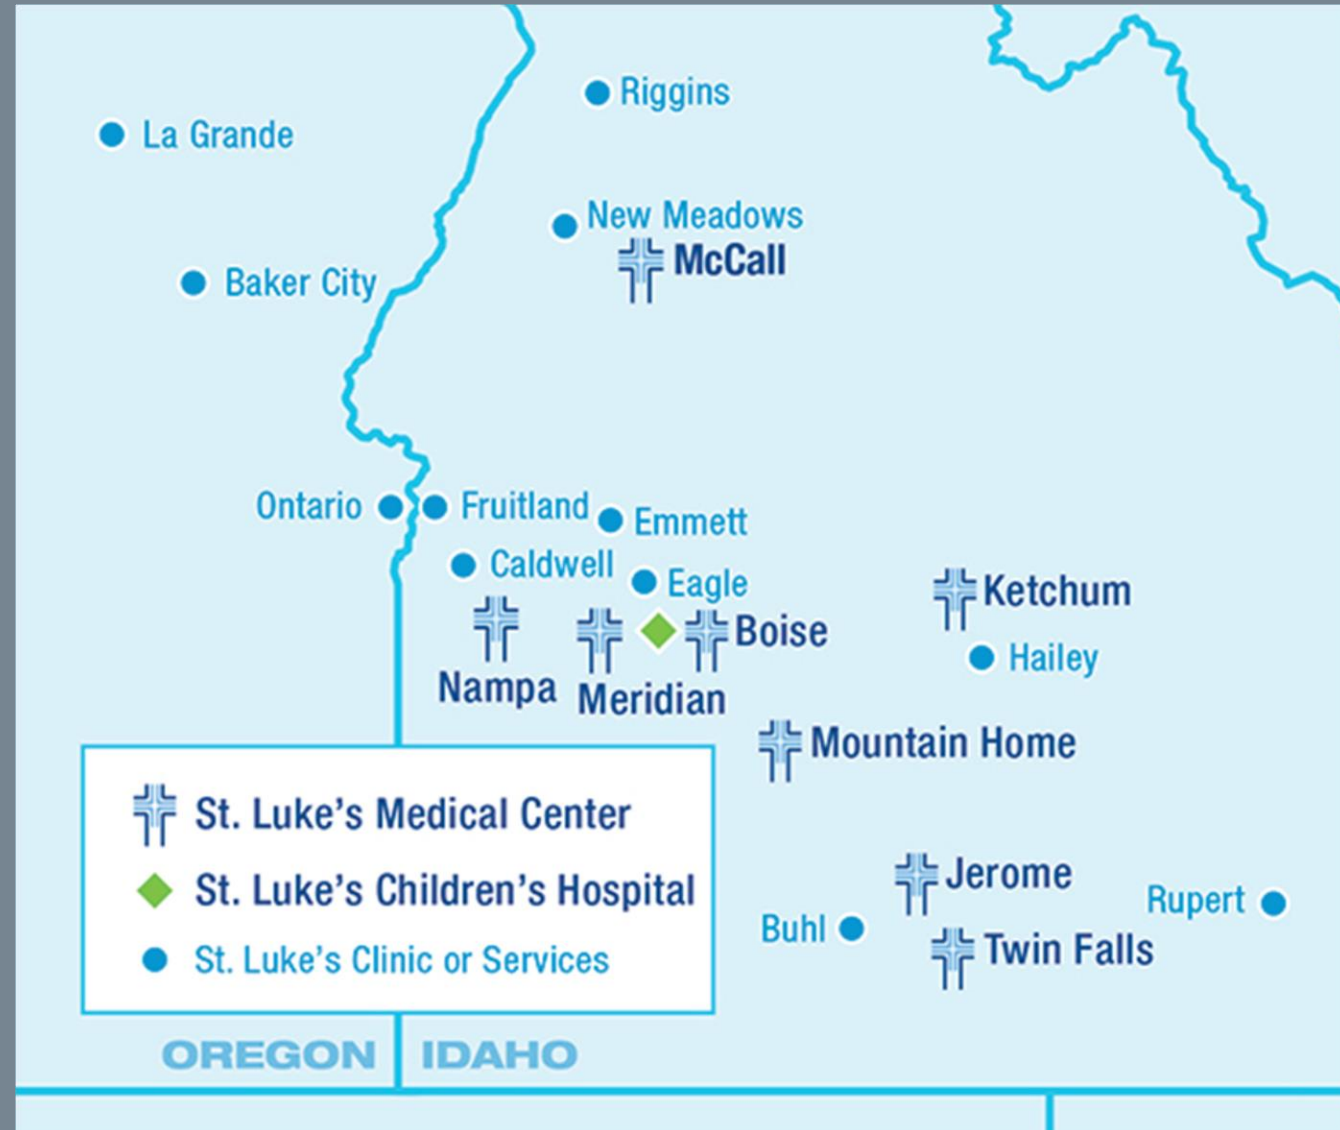 Riggins
La Grande
New Meadows
McCall
Baker City
Ontario
Fruitland
Emmett
Caldwell
Eagle
Ketchum
Boise
Hailey
Nampa
Meridian
Mountain Home
St. Luke's Medical Center
St. Luke's Children's Hospital
St. Luke's Clinic or Services
Jerome
Rupert
Buhl
Twin Falls
OREGON
IDAHO